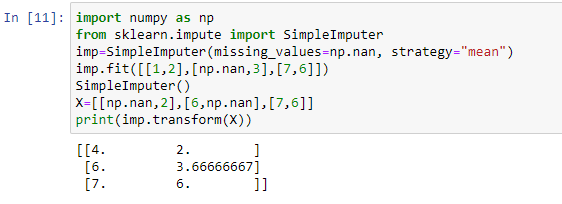 In [11]: import numpy as np
from sklearn.impute import SimpleImputer
imp=SimpleImputer(missing_values=np.nan, strategy="mean")
imp.fit([[1,2],[np.nan,3],[7,6]])
SimpleImputer()
X=[[np.nan,2],[6,np.nan],[7,6]]
print(imp.transform(X))
[[4.         2.        ]
 [6.         3.66666667]
 [7.         6.        ]]